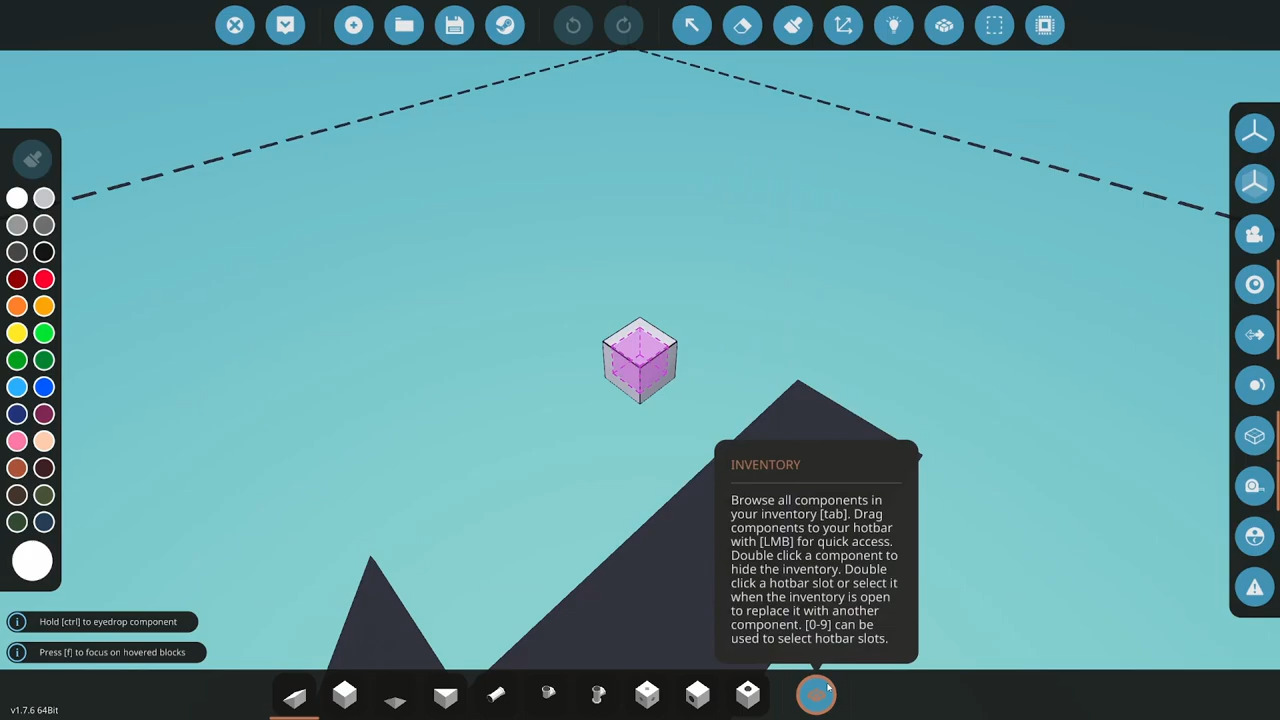 INVENTORY
Browse all components in
your inventory [tab]. Drag
components to your hotbar
with [LMB] for quick access.
Double click a component to
hide the inventory. Double
click a hotbar slot or select it
when the inventory is open
to replace it with another
component. [0-9] can be
used to select hotbar slots.
Hold [ctrl] to eyedrop component
Press [f] to focus on hovered blocks
v1.7.6 64Bit